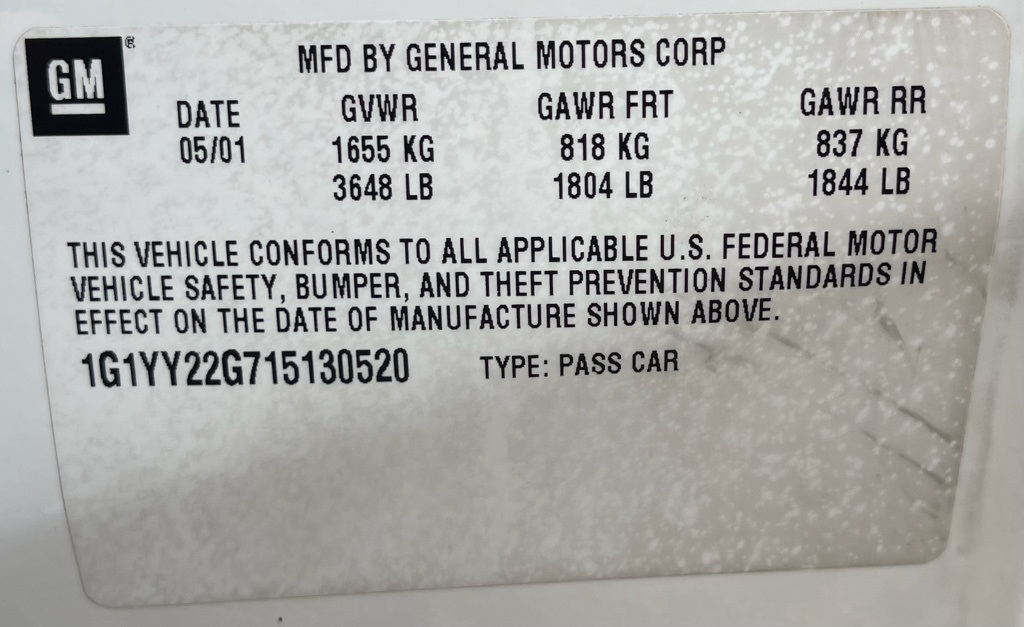 GM ®
MFD BY GENERAL MOTORS CORP
DATE GVWR GAWR FRT GAWR RR
05/01 1655 KG 818 KG 837 KG
3648 LB 1804 LB 1844 LB
THIS VEHICLE CONFORMS TO ALL APPLICABLE U.S. FEDERAL MOTOR
VEHICLE SAFETY, BUMPER, AND THEFT PREVENTION STANDARDS IN
EFFECT ON THE DATE OF MANUFACTURE SHOWN ABOVE.
1G1YY22G715130520 TYPE: PASS CAR